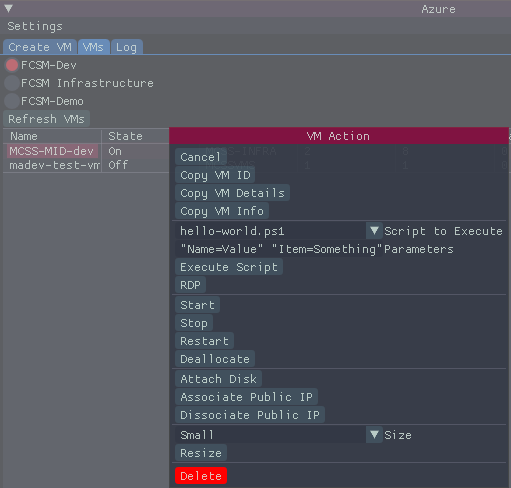 Azure
Settings
Create VM VMs Log
FCSM-Dev
FCSM Infrastructure
FCSM-Demo
Refresh VMs
Name State
MCSS-MID-dev On
madev-test-vm Off
VM Action
Cancel
Copy VM ID
Copy VM Details
Copy VM Info
hello-world.ps1 Script to Execute
"Name=Value" "Item=Something" Parameters
Execute Script
RDP
Start
Stop
Restart
Deallocate
Attach Disk
Associate Public IP
Dissociate Public IP
Small Size
Resize
Delete